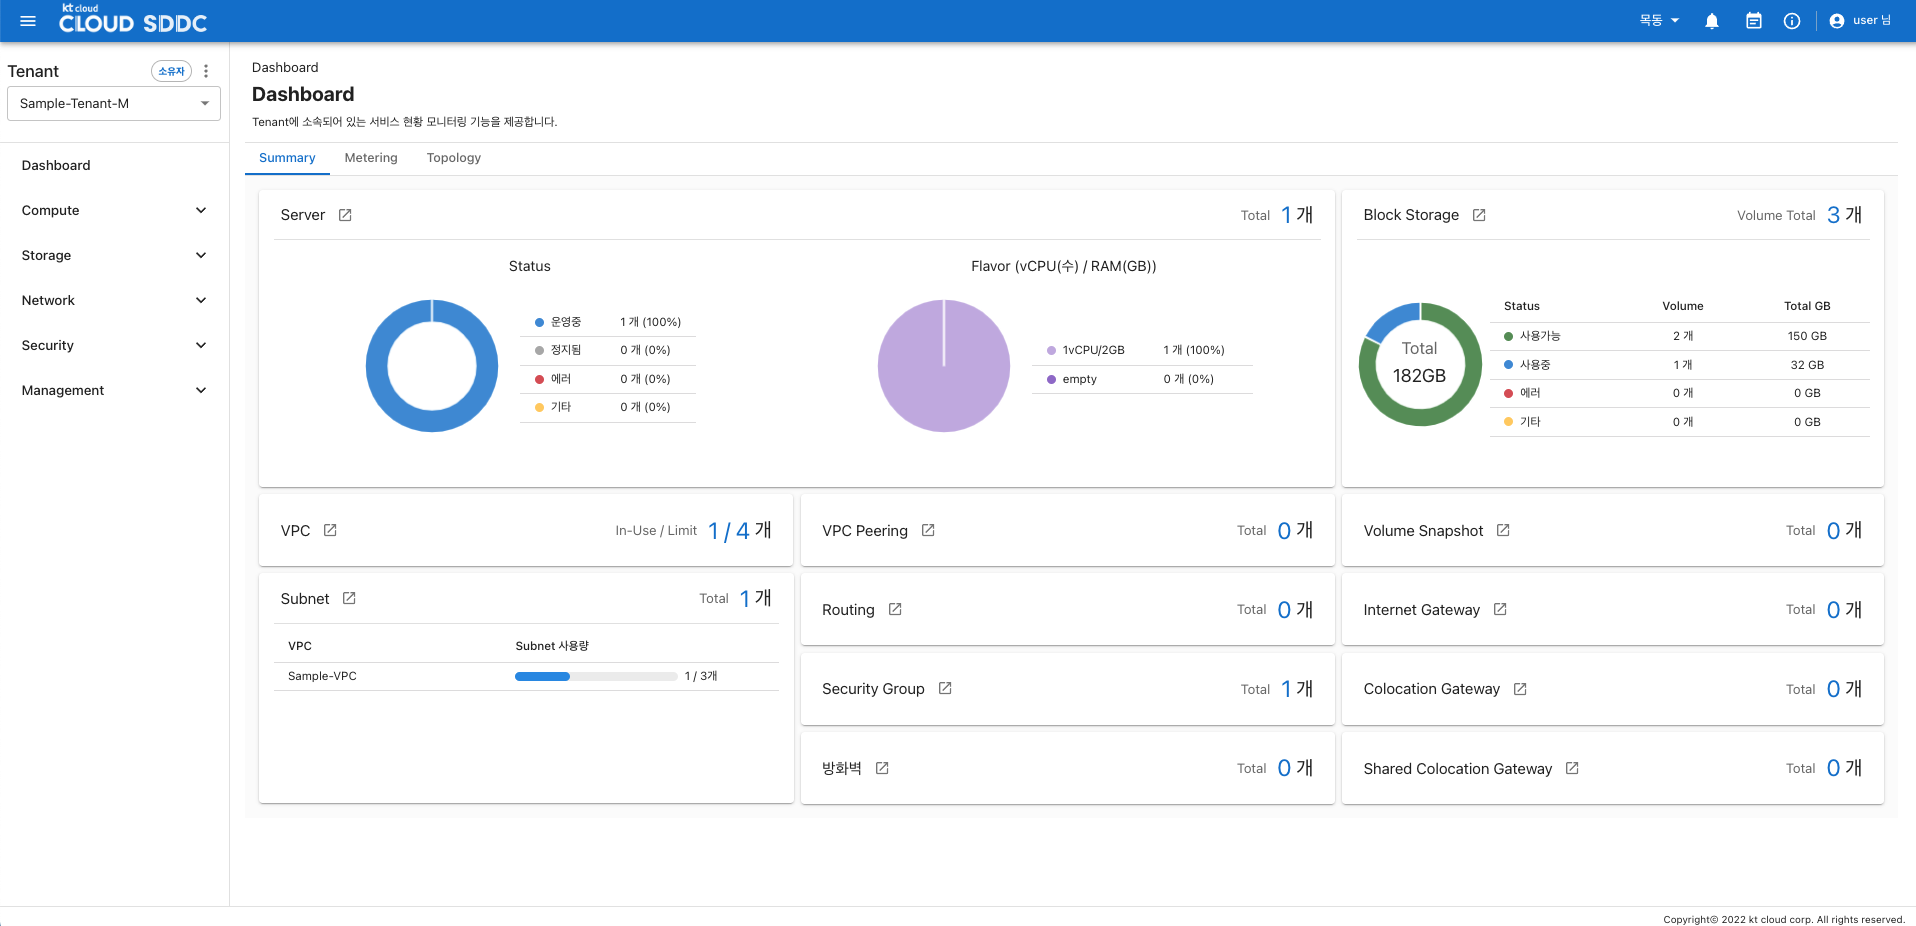 kt cloud
CLOUD SDDC
목동
user 님
Tenant
소유자
Sample-Tenant-M
Dashboard
Compute
Storage
Network
Security
Management
Dashboard
Dashboard
Tenant에 소속되어 있는 서비스 현황 모니터링 기능을 제공합니다.
Summary Metering Topology
Server Total 1 개
Status
운영중 1 개 (100%)
정지됨 0 개 (0%)
에러 0 개 (0%)
기타 0 개 (0%)
Flavor (vCPU(수) / RAM(GB))
1vCPU/2GB 1 개 (100%)
empty 0 개 (0%)
Block Storage Volume Total 3 개
Total
182GB
Status Volume Total GB
사용가능 2 개 150 GB
사용중 1 개 32 GB
에러 0 개 0 GB
기타 0 개 0 GB
VPC In-Use / Limit 1 / 4 개
VPC Peering Total 0 개
Volume Snapshot Total 0 개
Subnet Total 1 개
VPC Subnet 사용량
Sample-VPC 1 / 3개
Routing Total 0 개
Internet Gateway Total 0 개
Security Group Total 1 개
Colocation Gateway Total 0 개
방화벽 Total 0 개
Shared Colocation Gateway Total 0 개
Copyright© 2022 kt cloud corp. All rights reserved.